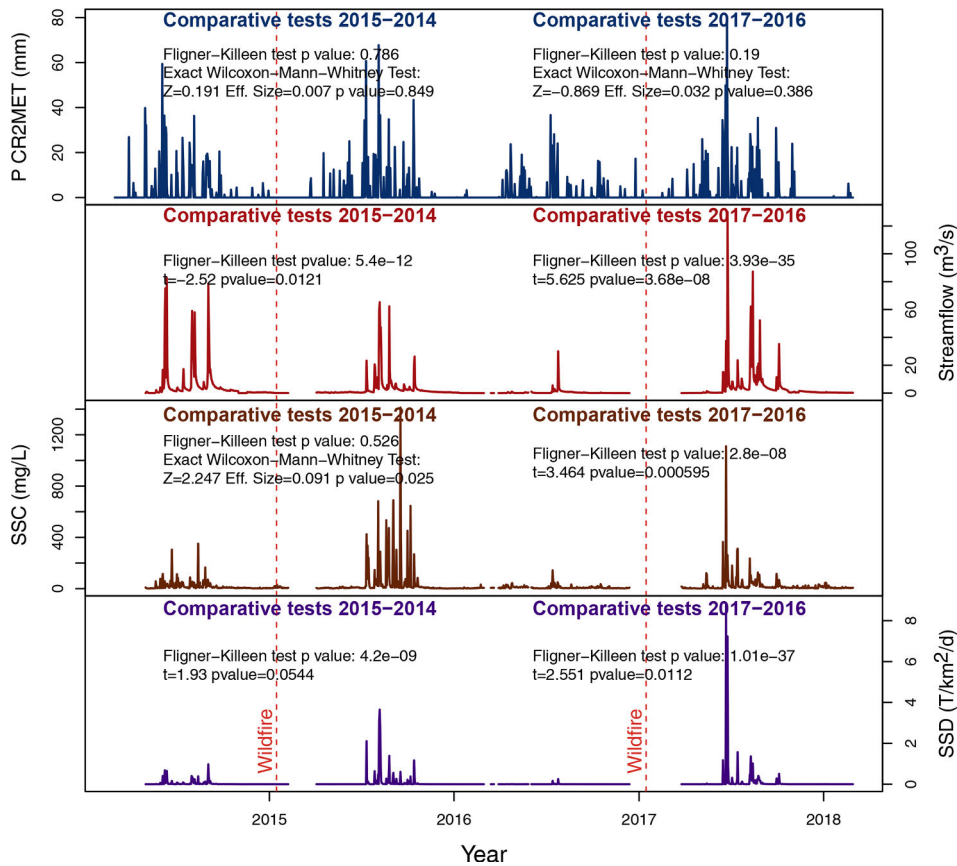 Comparative tests 2015−2014
Fligner−Killeen test p value: 0.786
Exact Wilcoxon−Mann−Whitney Test:
Z=0.191 Eff. Size=0.007 p value=0.849
Comparative tests 2017−2016
Fligner−Killeen test p value: 0.19
Exact Wilcoxon−Mann−Whitney Test:
Z=−0.869 Eff. Size=0.032 p value=0.386
P CR2MET (mm)
80
60
40
20
0
Comparative tests 2015−2014
Fligner−Killeen test pvalue: 5.4e−12
t=−2.52 pvalue=0.0121
Comparative tests 2017−2016
Fligner−Killeen test p value: 3.93e−35
t=5.625 pvalue=3.68e−08
Streamflow (m³/s)
100
60
20
0
Comparative tests 2015−2014
Fligner−Killeen test p value: 0.526
Exact Wilcoxon−Mann−Whitney Test:
Z=2.247 Eff. Size=0.091 p value=0.025
Comparative tests 2017−2016
Fligner−Killeen test p value: 2.8e−08
t=3.464 pvalue=0.000595
SSC (mg/L)
1200
800
400
0
Comparative tests 2015−2014
Fligner−Killeen test p value: 4.2e−09
t=1.93 pvalue=0.0544
Comparative tests 2017−2016
Fligner−Killeen test p value: 1.01e−37
t=2.551 pvalue=0.0112
SSD (T/km²/d)
8
6
4
2
0
Wildfire
Wildfire
2015
2016
2017
2018
Year